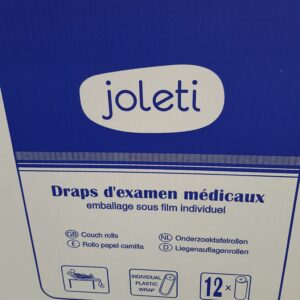 joleti
Draps d'examen médicaux
emballage sous film individuel
GB Couch rolls
NL Onderzoektafelrollen
E Rollo papel camilla
D Liegenauflagenrollen
INDIVIDUAL
PLASTIC
WRAP
12 x